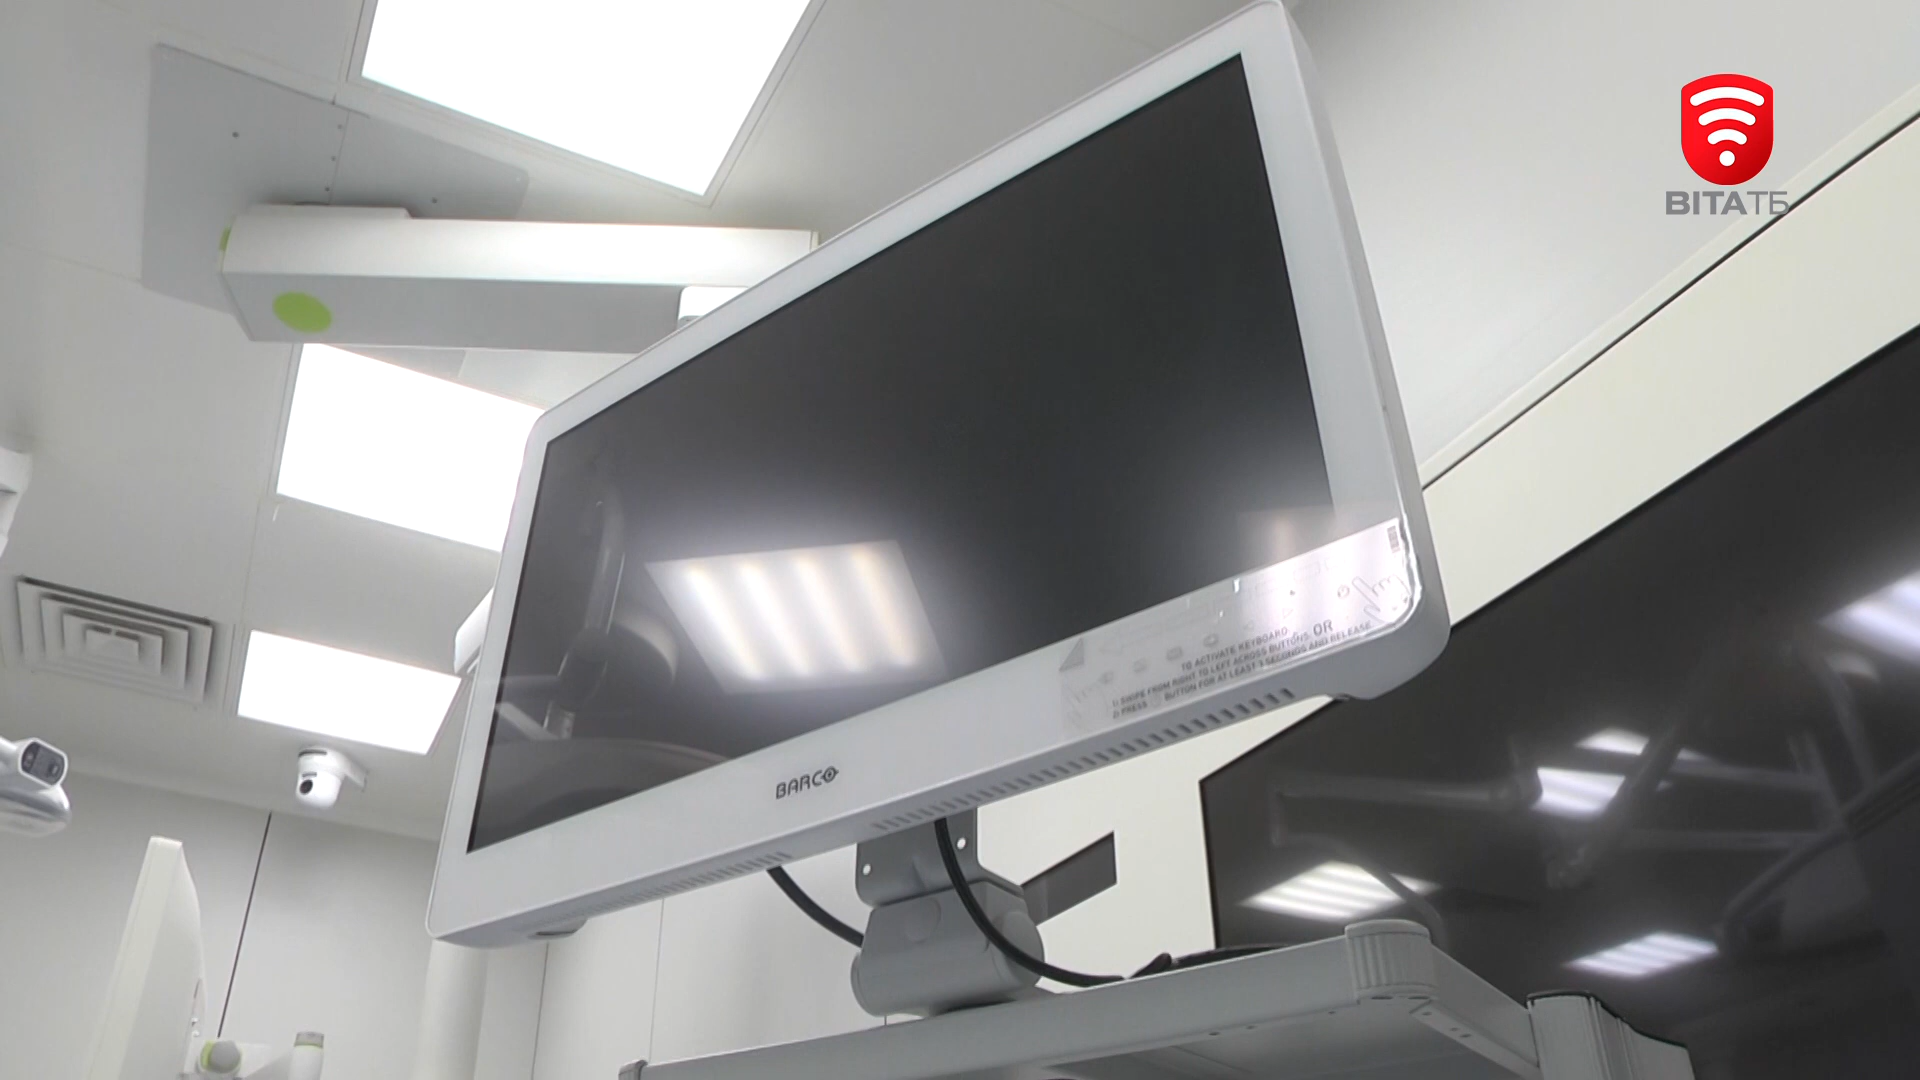 ВІТАТБ
TO ACTIVATE KEYBOARD
1) SWIPE FROM RIGHT TO LEFT ACROSS BUTTONS, OR
2) PRESS BUTTON FOR AT LEAST 3 SECONDS AND RELEASE
BARCO